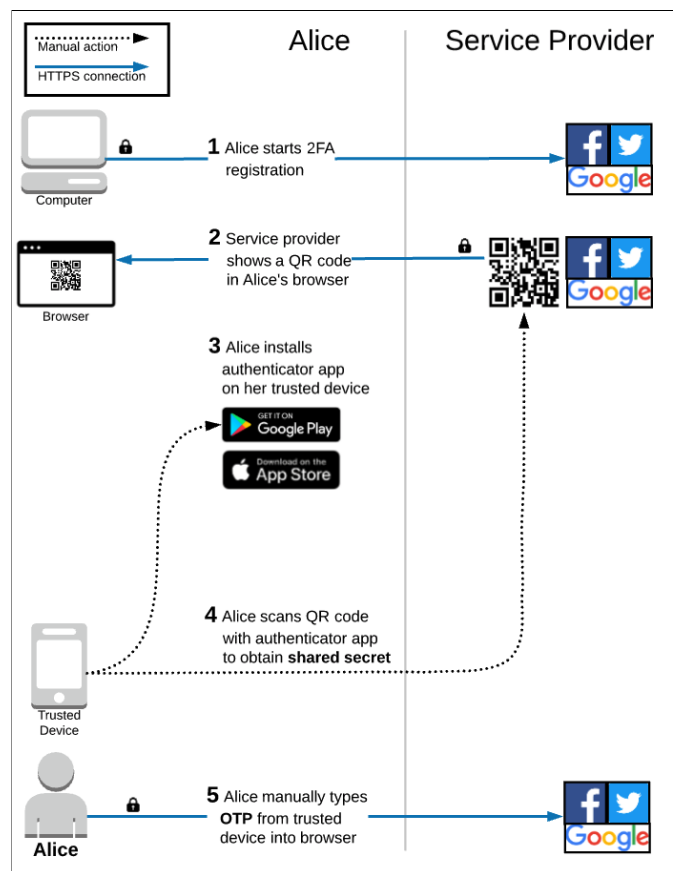 Manual action
HTTPS connection
Alice
Service Provider
1 Alice starts 2FA
registration
Computer
f
Google
2 Service provider
shows a QR code
in Alice's browser
Browser
f
Google
3 Alice installs
authenticator app
on her trusted device
GET IT ON
Google Play
Download on the
App Store
4 Alice scans QR code
with authenticator app
to obtain shared secret
Trusted
Device
5 Alice manually types
OTP from trusted
device into browser
Alice
f
Google